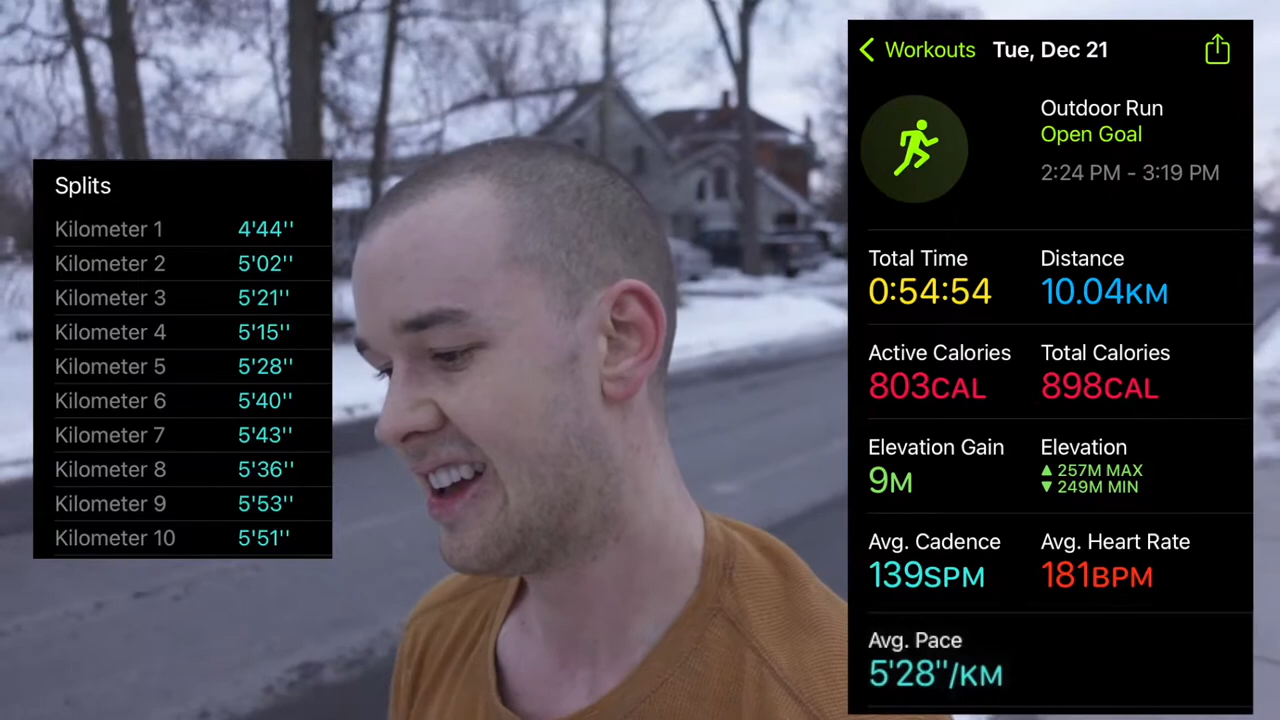 Splits
Kilometer 1 4'44''
Kilometer 2 5'02''
Kilometer 3 5'21''
Kilometer 4 5'15''
Kilometer 5 5'28''
Kilometer 6 5'40''
Kilometer 7 5'43''
Kilometer 8 5'36''
Kilometer 9 5'53''
Kilometer 10 5'51''
Workouts Tue, Dec 21
Outdoor Run
Open Goal
2:24 PM - 3:19 PM
Total Time Distance
0:54:54 10.04KM
Active Calories Total Calories
803CAL 898CAL
Elevation Gain Elevation
9M ▲ 257M MAX
▼ 249M MIN
Avg. Cadence Avg. Heart Rate
139SPM 181BPM
Avg. Pace
5'28''/KM